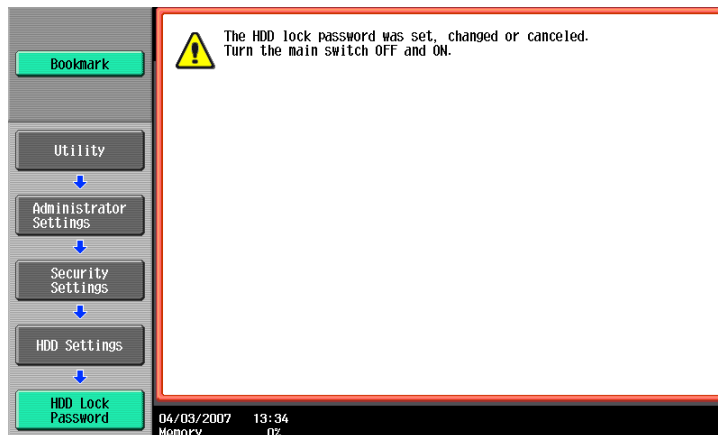 Bookmark
Utility
Administrator
Settings
Security
Settings
HDD Settings
HDD Lock
Password
The HDD lock password was set, changed or canceled.
Turn the main switch OFF and ON.
04/03/2007 13:34
Memory 0%